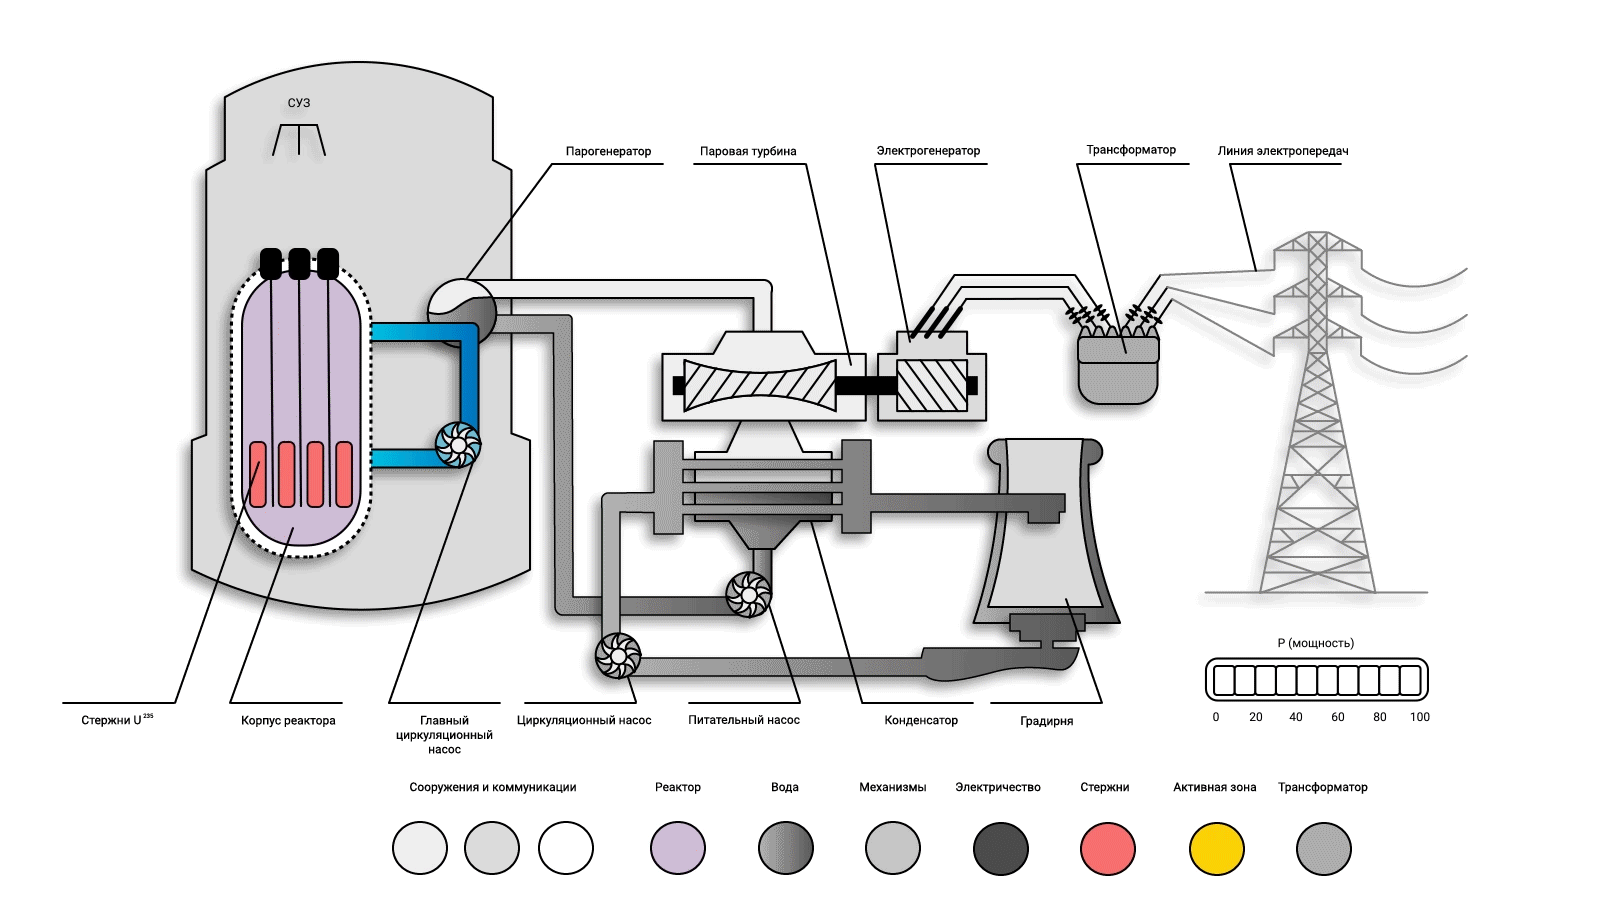 СУЗ
Парогенератор
Паровая турбина
Электрогенератор
Трансформатор
Линия электропередач
P (мощность)
0 20 40 60 80 100
Стержни U²³⁵
Корпус реактора
Главный
циркуляционный
насос
Циркуляционный насос
Питательный насос
Конденсатор
Градирня
Сооружения и коммуникации
Реактор
Вода
Механизмы
Электричество
Стержни
Активная зона
Трансформатор